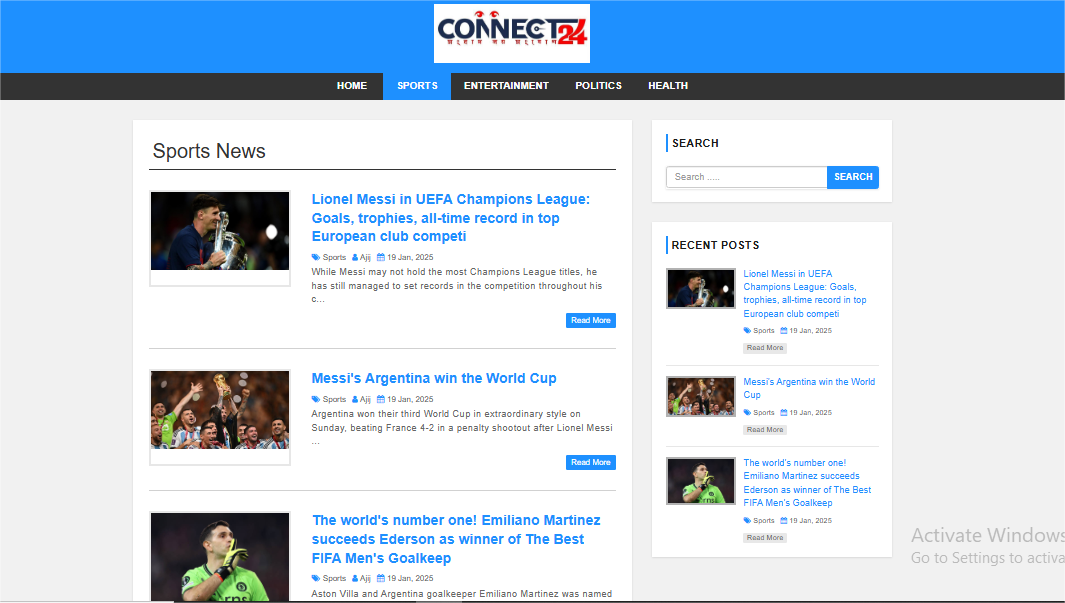 CONNECT24
HOME SPORTS ENTERTAINMENT POLITICS HEALTH
Sports News
Lionel Messi in UEFA Champions League:
Goals, trophies, all-time record in top
European club competi
Sports Ajij 19 Jan, 2025
While Messi may not hold the most Champions League titles, he
has still managed to set records in the competition throughout his
c...
Read More
Messi's Argentina win the World Cup
Sports Ajij 19 Jan, 2025
Argentina won their third World Cup in extraordinary style on
Sunday, beating France 4-2 in a penalty shootout after Lionel Messi
...
Read More
The world's number one! Emiliano Martinez
succeeds Ederson as winner of The Best
FIFA Men's Goalkeep
Sports Ajij 19 Jan, 2025
Aston Villa and Argentina goalkeeper Emiliano Martinez was named
SEARCH
Search .....
SEARCH
RECENT POSTS
Lionel Messi in UEFA
Champions League: Goals,
trophies, all-time record in top
European club competi
Sports 19 Jan, 2025
Read More
Messi's Argentina win the World
Cup
Sports 19 Jan, 2025
Read More
The world's number one!
Emiliano Martinez succeeds
Ederson as winner of The Best
FIFA Men's Goalkeep
Sports 19 Jan, 2025
Read More
Activate Windows
Go to Settings to activa